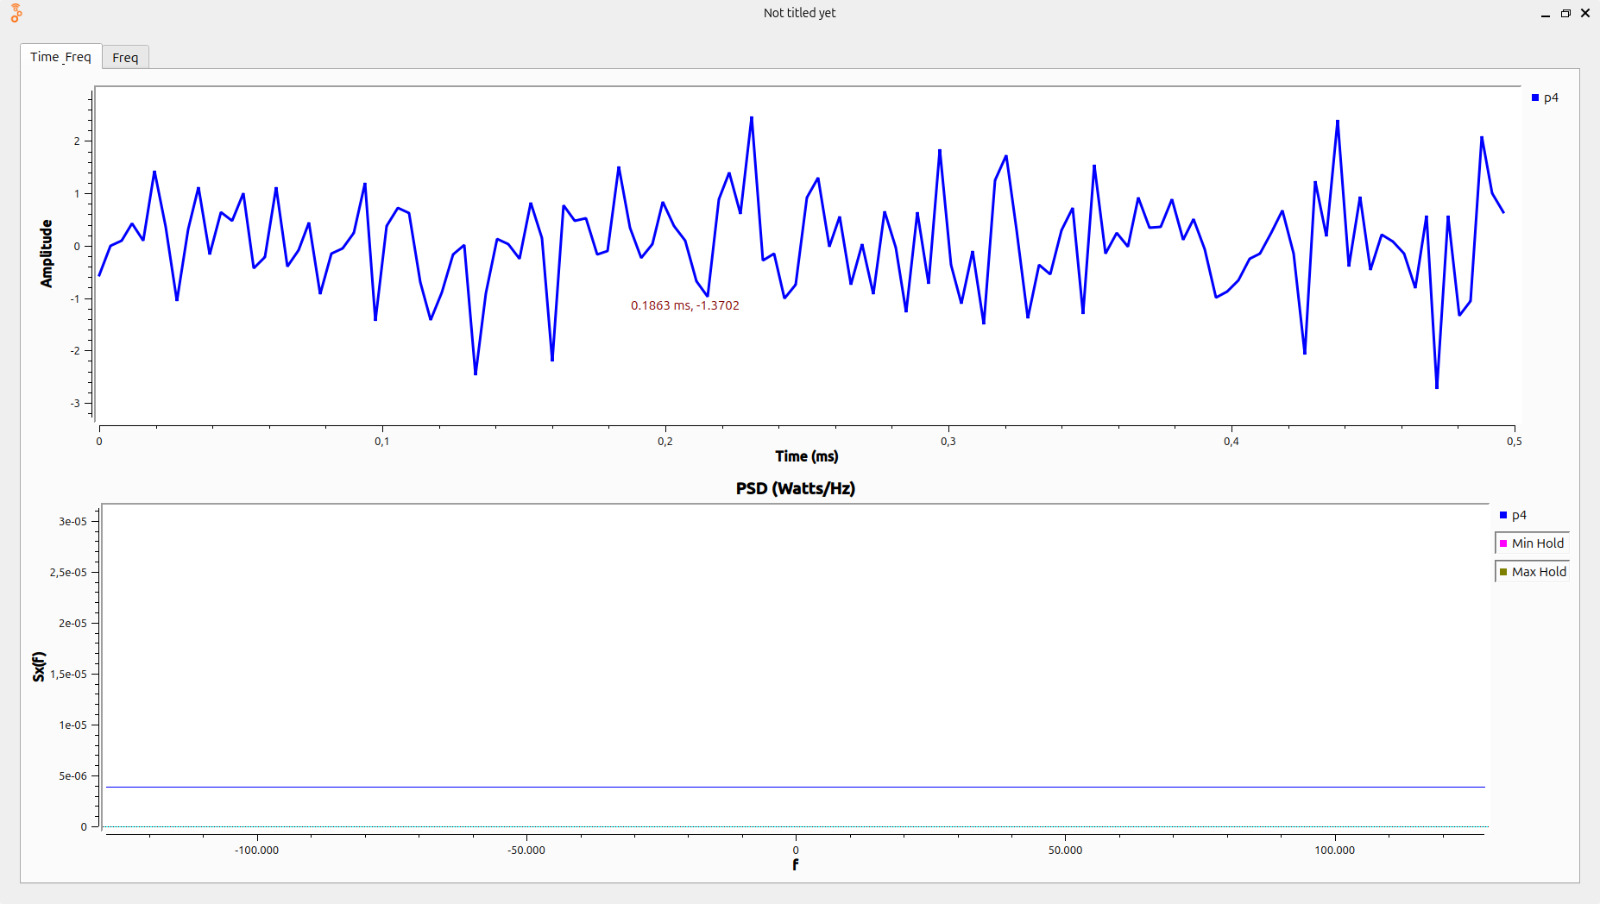 Not titled yet
Time_Freq
Freq
Amplitude
2
1
0
-1
-2
-3
p4
0.1863 ms, -1.3702
0
0,1
0,2
0,3
0,4
0,5
Time (ms)
PSD (Watts/Hz)
Sx(f)
3e-05
2,5e-05
2e-05
1,5e-05
1e-05
5e-06
0
p4
Min Hold
Max Hold
-100.000
-50.000
0
50.000
100.000
f